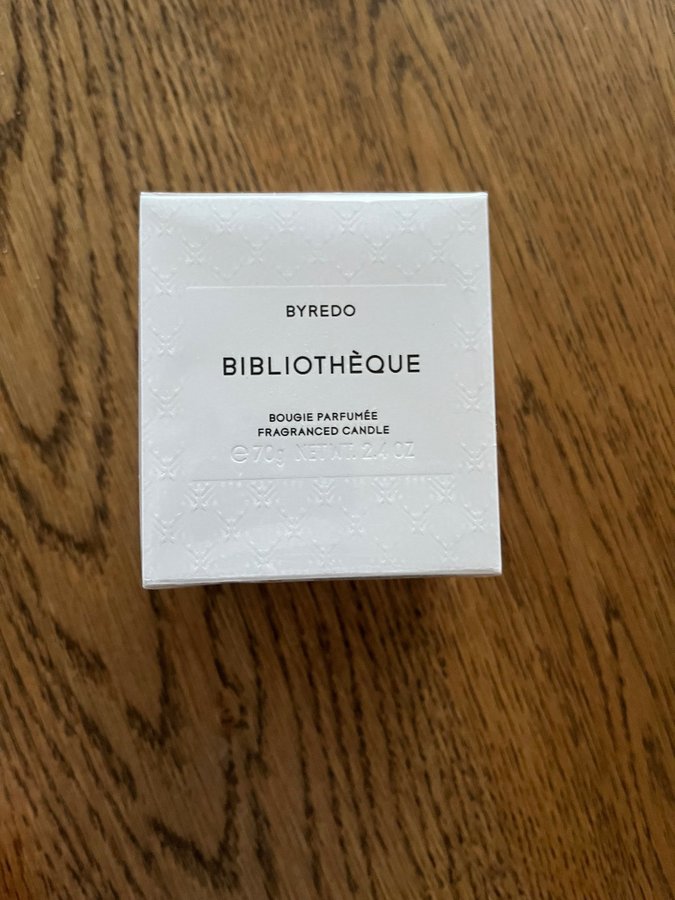 BYREDO
BIBLIOTHÈQUE
BOUGIE PARFUMÉE
FRAGRANCED CANDLE
℮70g NET WT. 2.4 OZ